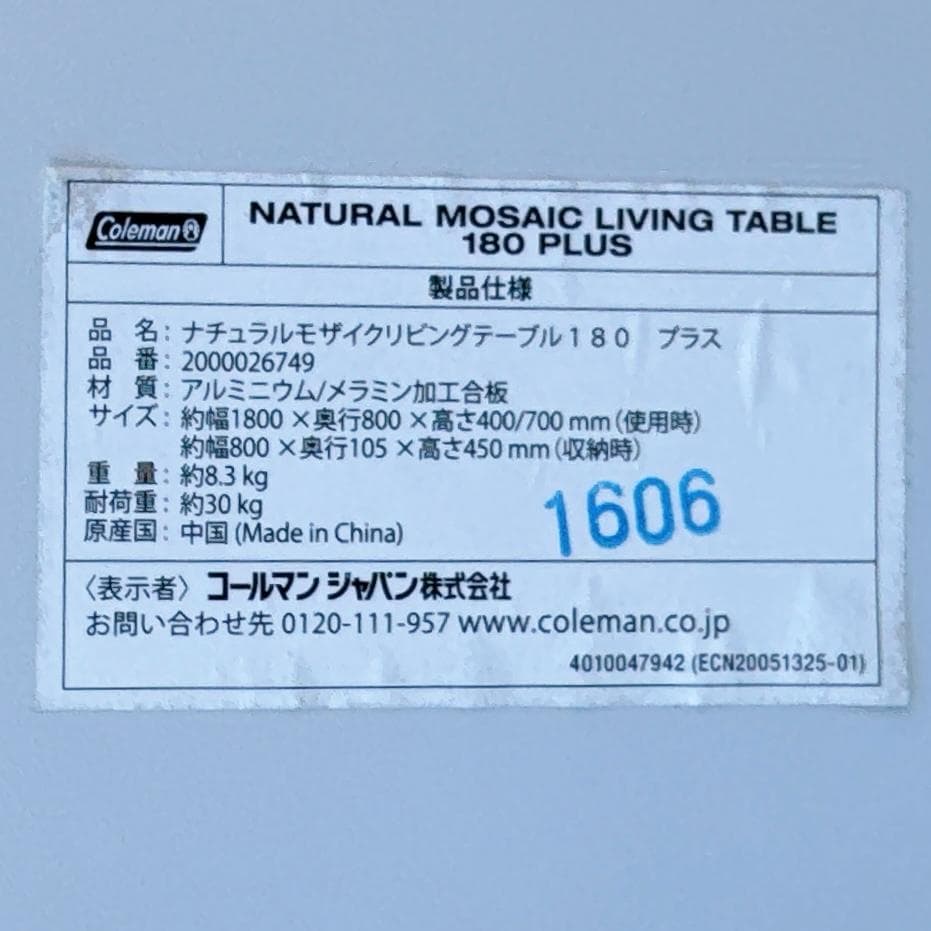 Coleman
NATURAL MOSAIC LIVING TABLE
180 PLUS
製品仕様
品 名：ナチュラルモザイクリビングテーブル１８０ プラス
品 番：2000026749
材 質：アルミニウム/メラミン加工合板
サイズ：約幅1800×奥行800×高さ400/700 mm（使用時）
約幅800×奥行105×高さ450 mm（収納時）
重 量：約8.3 kg
耐荷重：約30 kg
原産国：中国 (Made in China)
1606
〈表示者〉コールマン ジャパン株式会社
お問い合わせ先 0120-111-957 www.coleman.co.jp
4010047942 (ECN20051325-01)